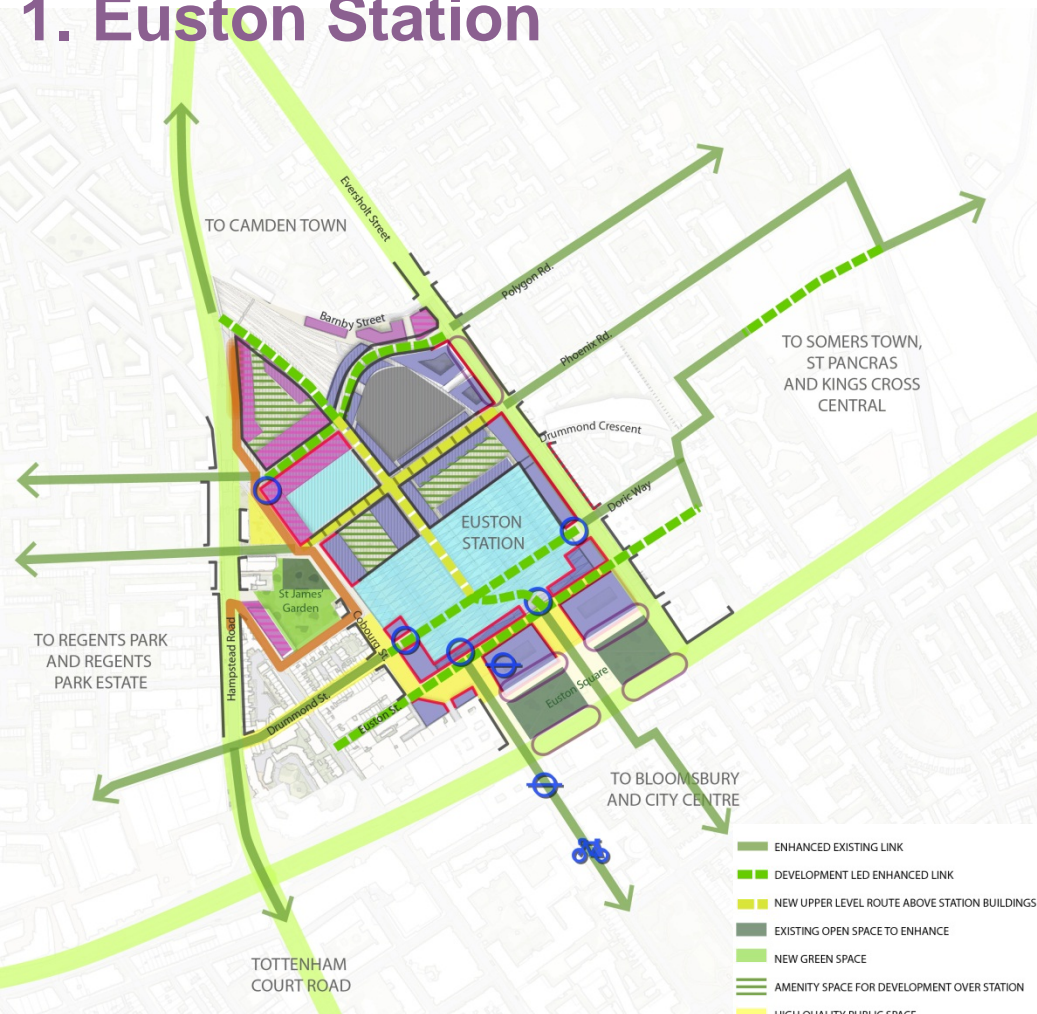 1. Euston Station
Eversholt Street
TO CAMDEN TOWN
Polygon Rd.
Barnby Street
Phoenix Rd.
TO SOMERS TOWN,
ST PANCRAS
AND KINGS CROSS
CENTRAL
Drummond Crescent
Doric Way
EUSTON
STATION
St James'
Garden
Cobourg St.
TO REGENTS PARK
AND REGENTS
PARK ESTATE
Hampstead Road
Drummond St.
Euston St.
Euston Square
TO BLOOMSBURY
AND CITY CENTRE
TOTTENHAM
COURT ROAD
ENHANCED EXISTING LINK
DEVELOPMENT LED ENHANCED LINK
NEW UPPER LEVEL ROUTE ABOVE STATION BUILDINGS
EXISTING OPEN SPACE TO ENHANCE
NEW GREEN SPACE
AMENITY SPACE FOR DEVELOPMENT OVER STATION
HIGH QUALITY PUBLIC SPACE